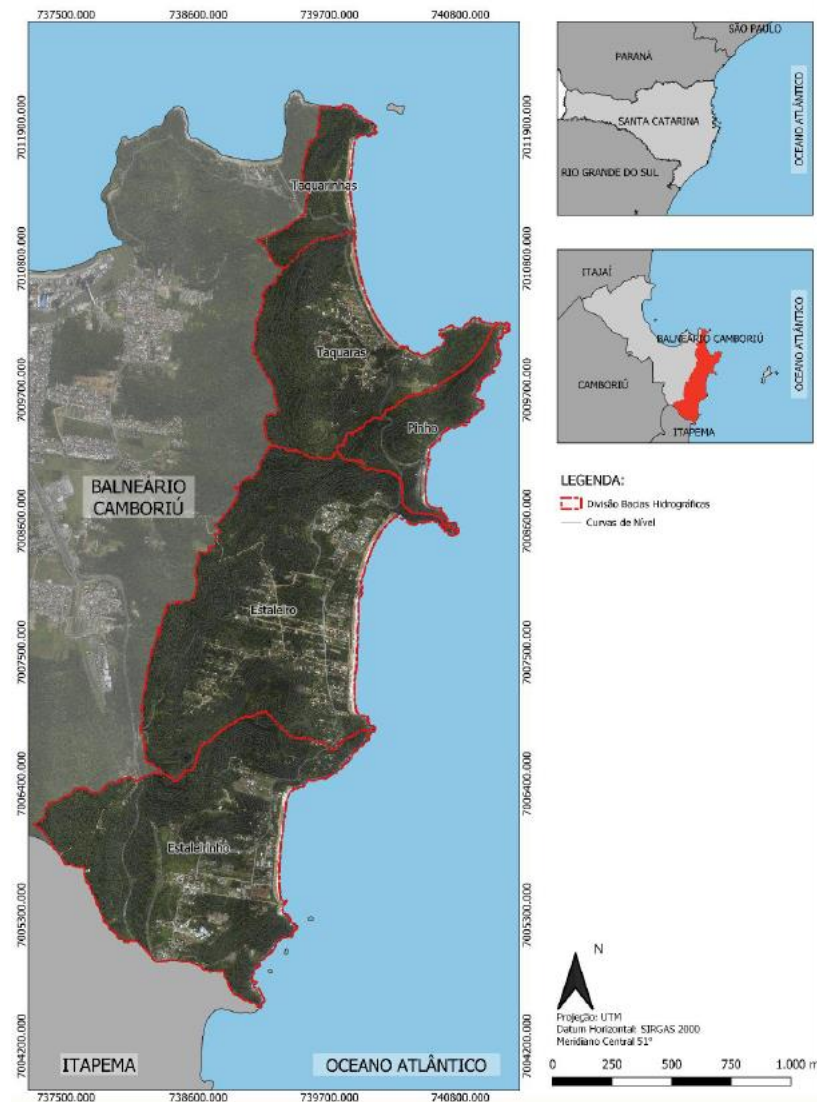 737500.000 738600.000 739700.000 740800.000
7011900.000
7010800.000
7009700.000
7008600.000
7007500.000
7006400.000
7005300.000
7004200.000
Taquarinhas
Taquaras
Pinho
BALNEÁRIO
CAMBORIÚ
Estaleiro
Estaleirinho
ITAPEMA
OCEANO ATLÂNTICO
7011900.000
7010800.000
7009700.000
7008600.000
7007500.000
7006400.000
7005300.000
7004200.000
737500.000 738600.000 739700.000 740800.000
SÃO PAULO
PARANÀ
SANTA CATARINA
RIO GRANDE DO SUL
OCEANO ATLÂNTICO
ITAJAÍ
BALNEÁRIO CAMBORIÚ
CAMBORIÚ
ITAPEMA
OCEANO ATLÂNTICO
LEGENDA:
Divisão Bacias Hidrográficas
Curvas de Nível
N
Projeção: UTM
Datum Horizontal: SIRGAS 2000
Meridiano Central 51°
0 250 500 750 1.000 m